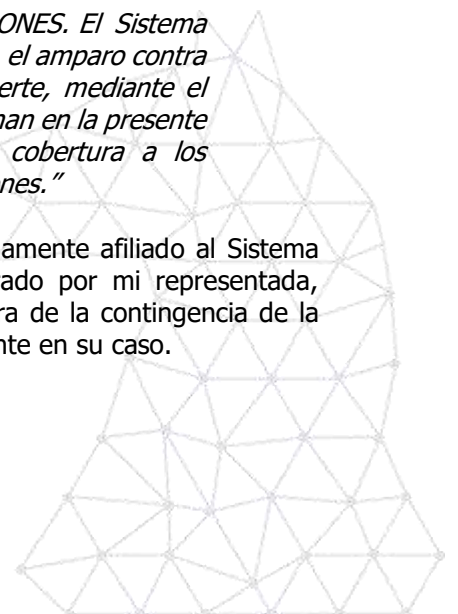 ONES. El Sistema
el amparo contra
erte, mediante el
nan en la presente
cobertura a los
ones."
amente afiliado al Sistema
ado por mi representada,
ra de la contingencia de la
nte en su caso.